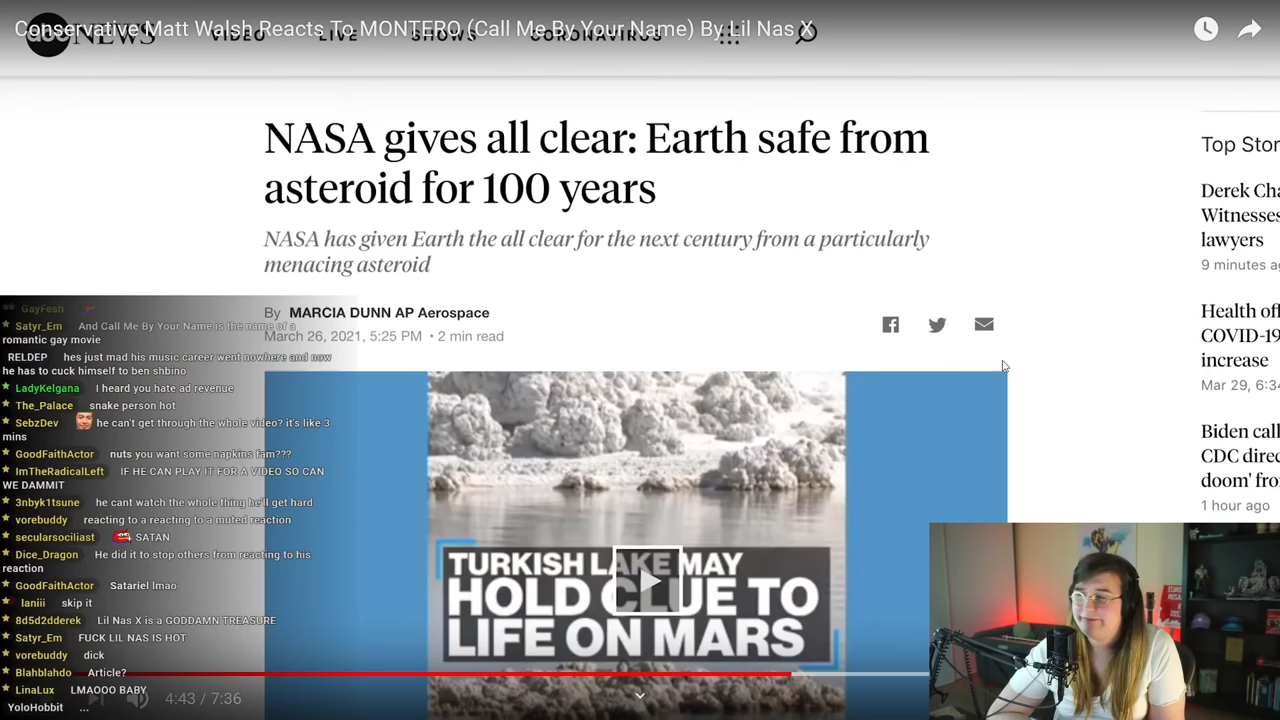 Conservative Matt Walsh Reacts To MONTERO (Call Me By Your Name) By Lil Nas X
abc NEWS VIDEO LIVE SHOWS CORONAVIRUS
NASA gives all clear: Earth safe from
asteroid for 100 years
NASA has given Earth the all clear for the next century from a particularly
menacing asteroid
By MARCIA DUNN AP Aerospace
March 26, 2021, 5:25 PM • 2 min read
TURKISH LAKE MAY
HOLD CLUE TO
LIFE ON MARS
Top Stor
Derek Cha
Witnesses
lawyers
9 minutes ag
Health off
COVID-19
increase
Mar 29, 6:34
Biden call
CDC direc
doom' fro
1 hour ago
GayFesh
Satyr_Em And Call Me By Your Name is the name of a
romantic gay movie
RELDEP hes just mad his music career went nowhere and now
he has to cuck himself to ben shbino
LadyKelgana I heard you hate ad revenue
The_Palace snake person hot
SebzDev he can't get through the whole video? it's like 3
mins
GoodFaithActor nuts you want some napkins fam???
ImTheRadicalLeft IF HE CAN PLAY IT FOR A VIDEO SO CAN
WE DAMMIT
3nbyk1tsune he cant watch the whole thing he'll get hard
vorebuddy reacting to a reacting to a muted reaction
secularsociliast SATAN
Dice_Dragon He did it to stop others from reacting to his
reaction
GoodFaithActor Satariel lmao
laniii skip it
8d5d2dderek Lil Nas X is a GODDAMN TREASURE
Satyr_Em FUCK LIL NAS IS HOT
vorebuddy dick
Blahblahdo Article?
LinaLux LMAOOO BABY
YoloHobbit ...
4:43 / 7:36